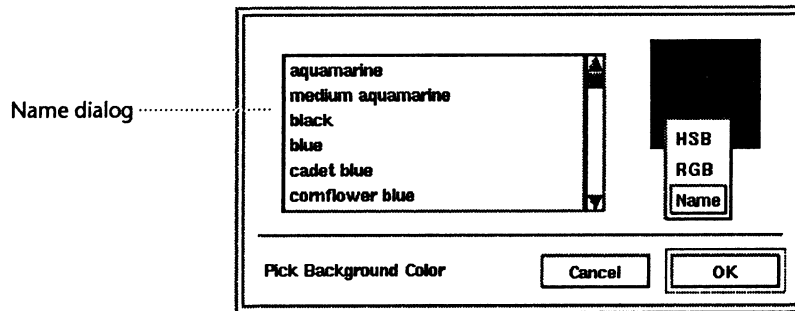 Name dialog
aquamarine
medium aquamarine
black
blue
cadet blue
cornflower blue
HSB
RGB
Name
Pick Background Color
Cancel
OK